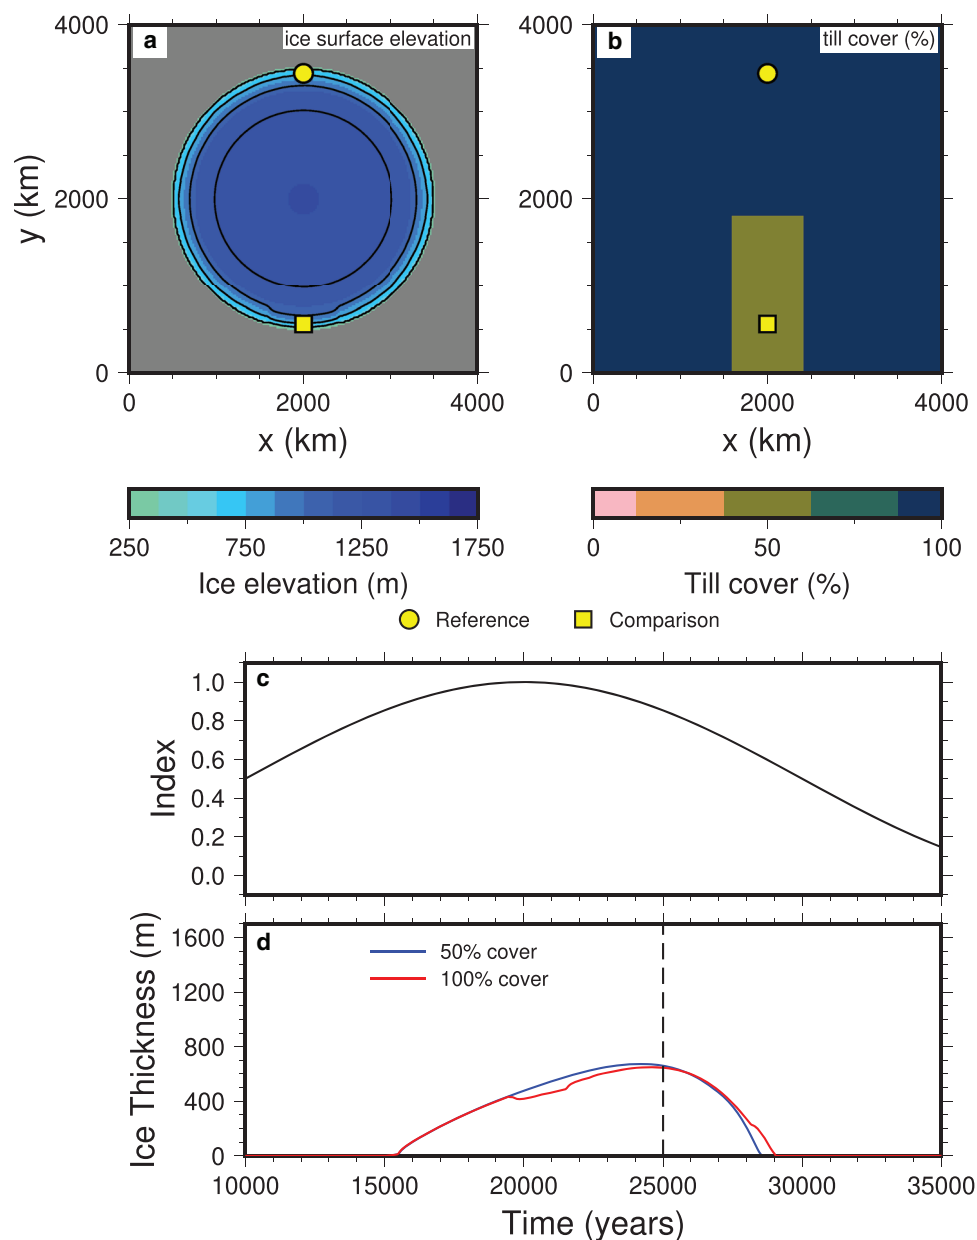 a
ice surface elevation
4000
2000
0
y (km)
0
2000
4000
x (km)
b
till cover (%)
4000
2000
0
0
2000
4000
x (km)
250
750
1250
1750
Ice elevation (m)
0
50
100
Till cover (%)
Reference
Comparison
c
1.0
0.8
0.6
0.4
0.2
0.0
Index
d
50% cover
100% cover
1600
1200
800
400
0
Ice Thickness (m)
10000
15000
20000
25000
30000
35000
Time (years)